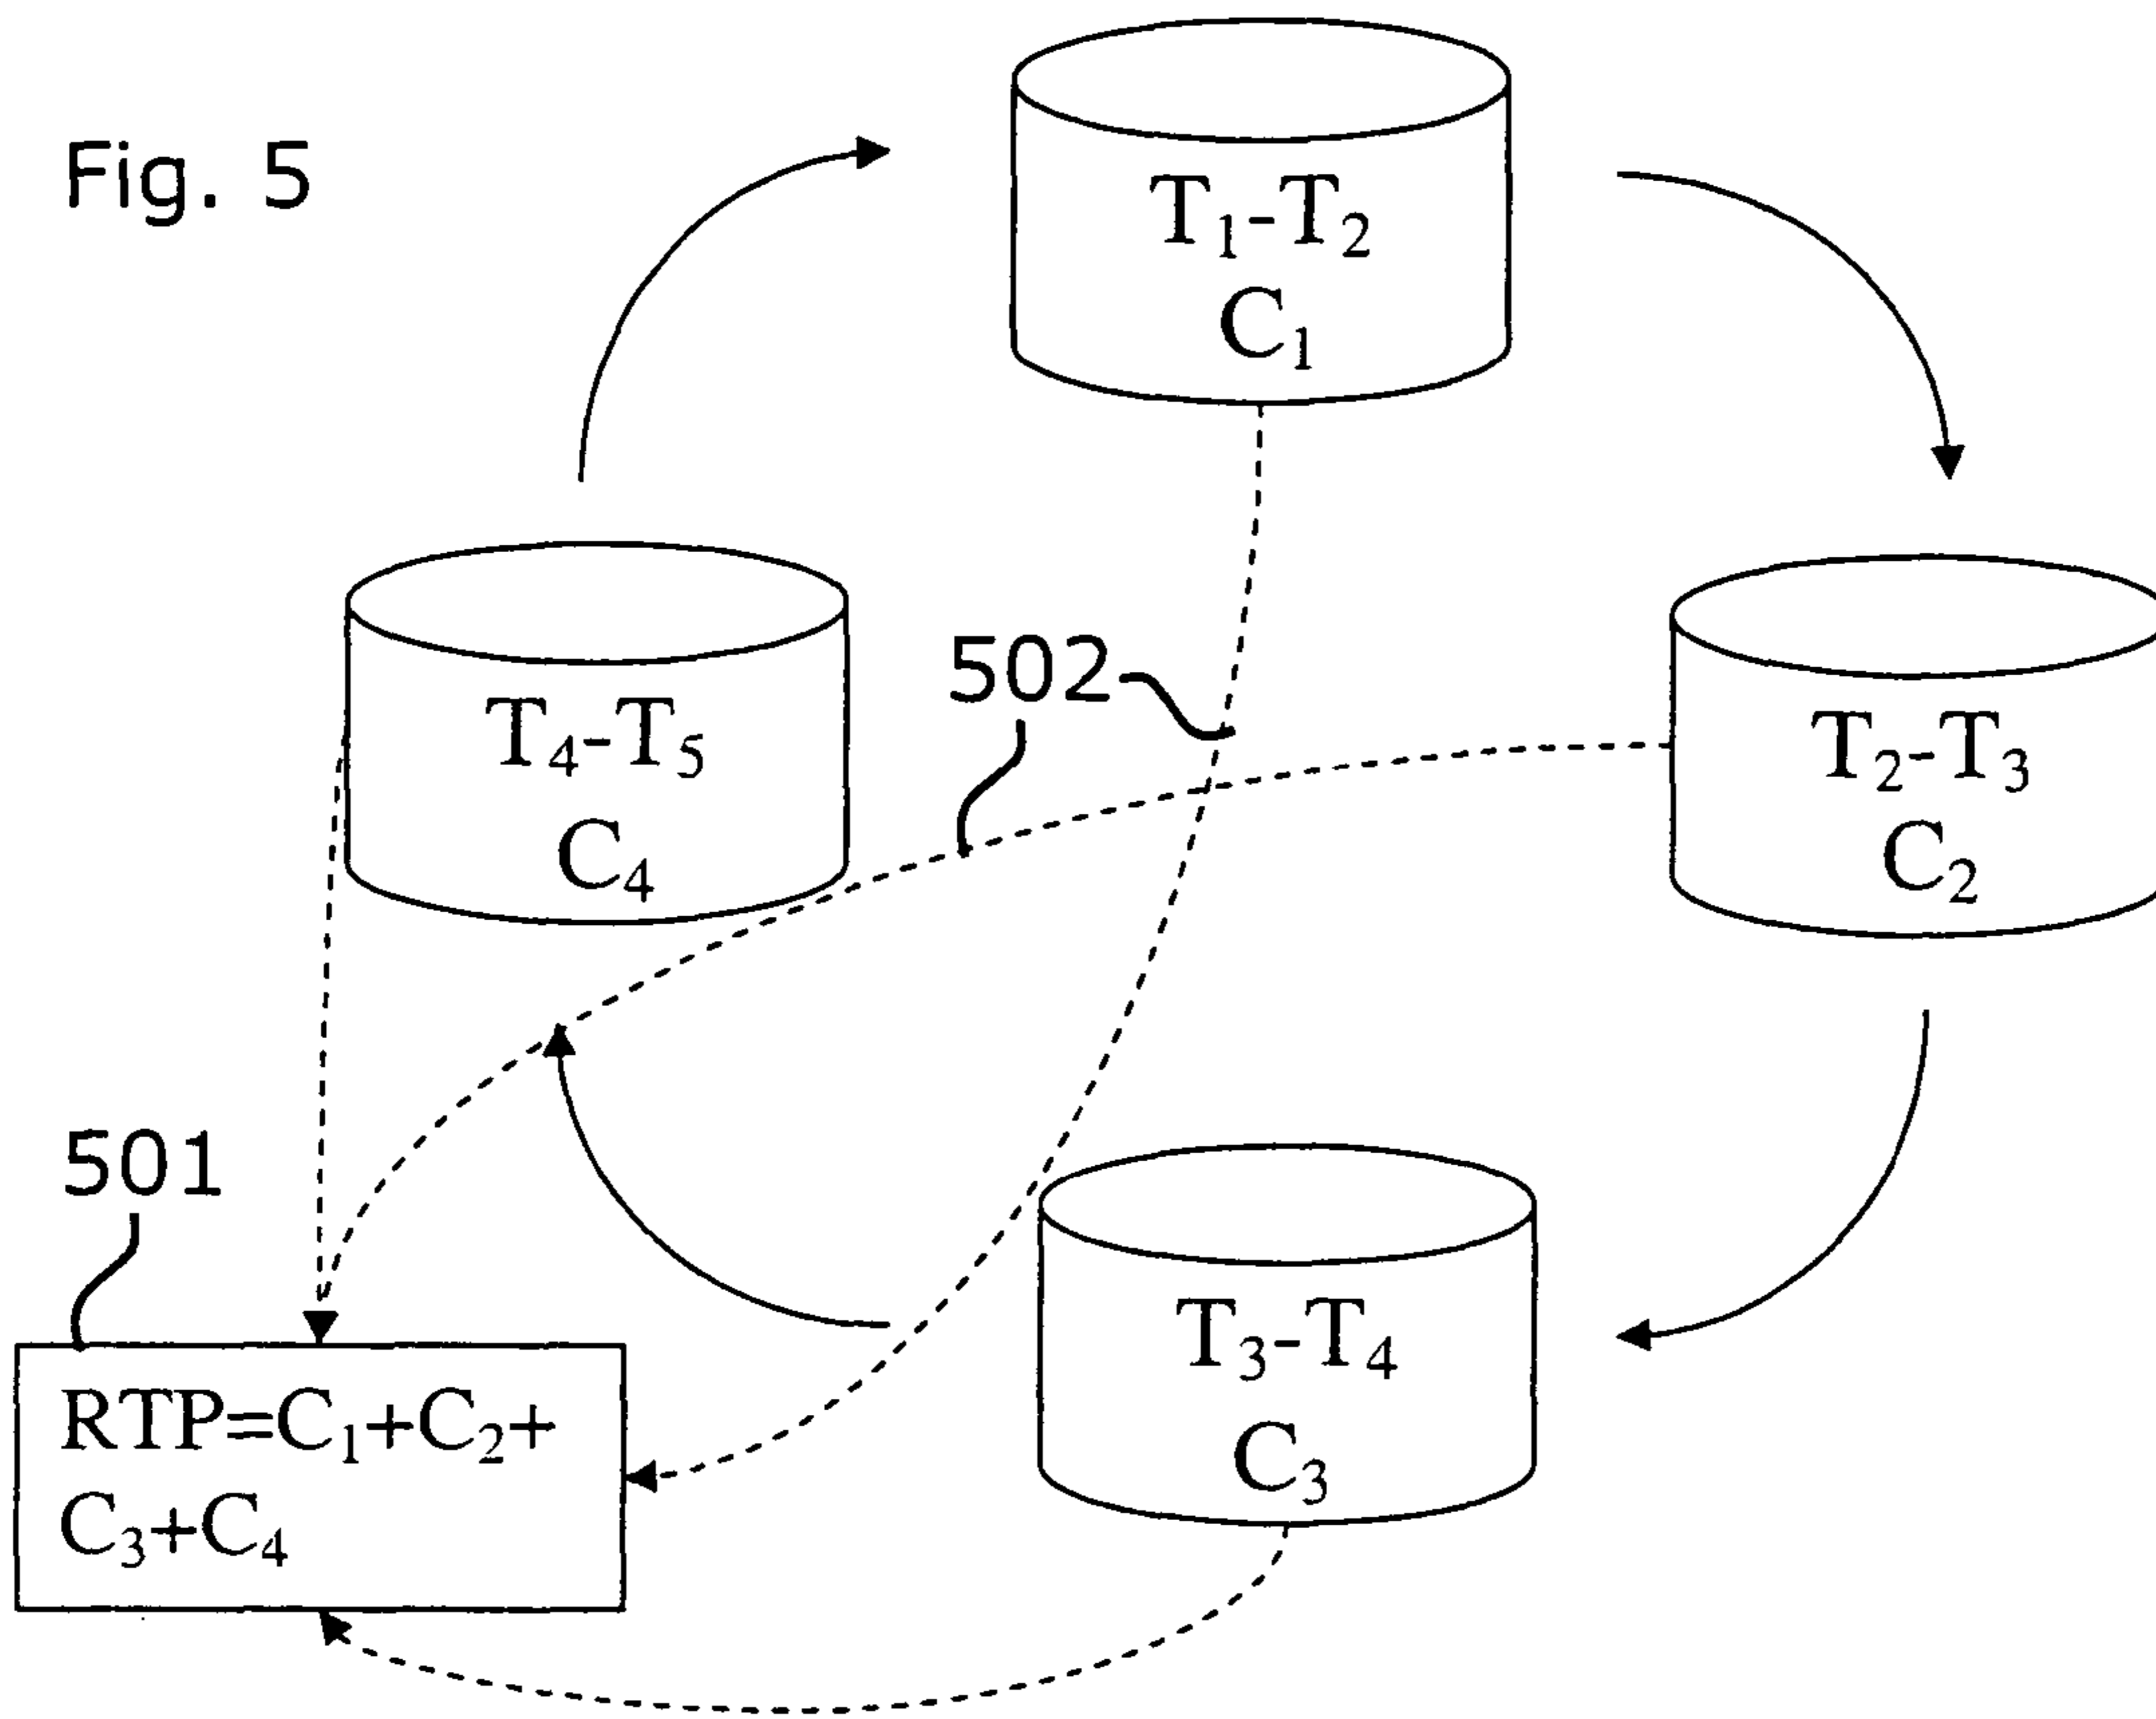 Fig. 5
T₁-T₂
C₁
502
T₄-T₅
C₄
T₂-T₃
C₂
501
T₃-T₄
C₃
RTP=C₁+C₂+
C₃+C₄